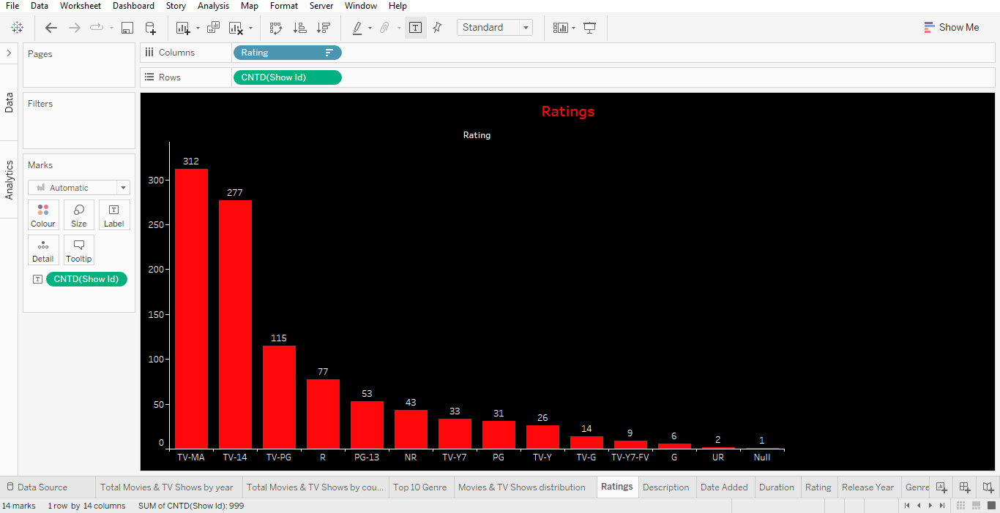 File Data Worksheet Dashboard Story Analysis Map Format Server Window Help
Standard
Show Me
Pages
Columns
Rating
Rows
CNTD(Show Id)
Data
Analytics
Filters
Marks
Automatic
Colour
Size
Label
Detail
Tooltip
CNTD(Show Id)
Ratings
Rating
312
300
277
250
200
150
115
100
77
53
50
43
33
31
26
14
9
6
2
1
0
TV-MA TV-14 TV-PG R PG-13 NR TV-Y7 PG TV-Y TV-G TV-Y7-FV G UR Null
Data Source Total Movies & TV Shows by year Total Movies & TV Shows by cou... Top 10 Genre Movies & TV Shows distribution Ratings Description Date Added Duration Rating Release Year Genre
14 marks 1 row by 14 columns SUM of CNTD(Show Id): 999